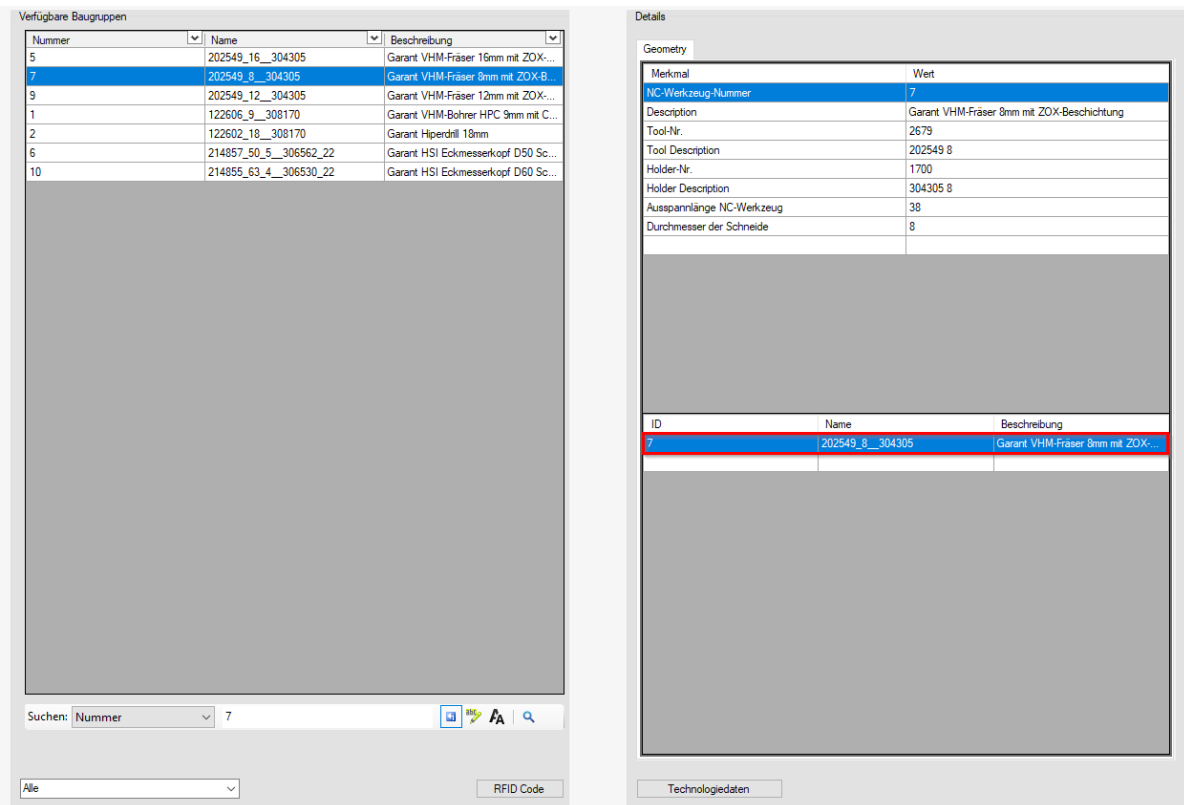 Verfügbare Baugruppen
Nummer Name Beschreibung
5 202549_16__304305 Garant VHM-Fräser 16mm mit ZOX-...
7 202549_8__304305 Garant VHM-Fräser 8mm mit ZOX-B...
9 202549_12__304305 Garant VHM-Fräser 12mm mit ZOX-...
1 122606_9__308170 Garant VHM-Bohrer HPC 9mm mit C...
2 122602_18__308170 Garant Hiperdrill 18mm
6 214857_50_5__306562_22 Garant HSI Eckmesserkopf D50 Sc...
10 214855_63_4__306530_22 Garant HSI Eckmesserkopf D60 Sc...
Suchen: Nummer 7
Alle RFID Code
Details
Geometry
Merkmal Wert
NC-Werkzeug-Nummer 7
Description Garant VHM-Fräser 8mm mit ZOX-Beschichtung
Tool-Nr. 2679
Tool Description 202549 8
Holder-Nr. 1700
Holder Description 304305 8
Ausspannlänge NC-Werkzeug 38
Durchmesser der Schneide 8
ID Name Beschreibung
7 202549_8__304305 Garant VHM-Fräser 8mm mit ZOX-...
Technologiedaten